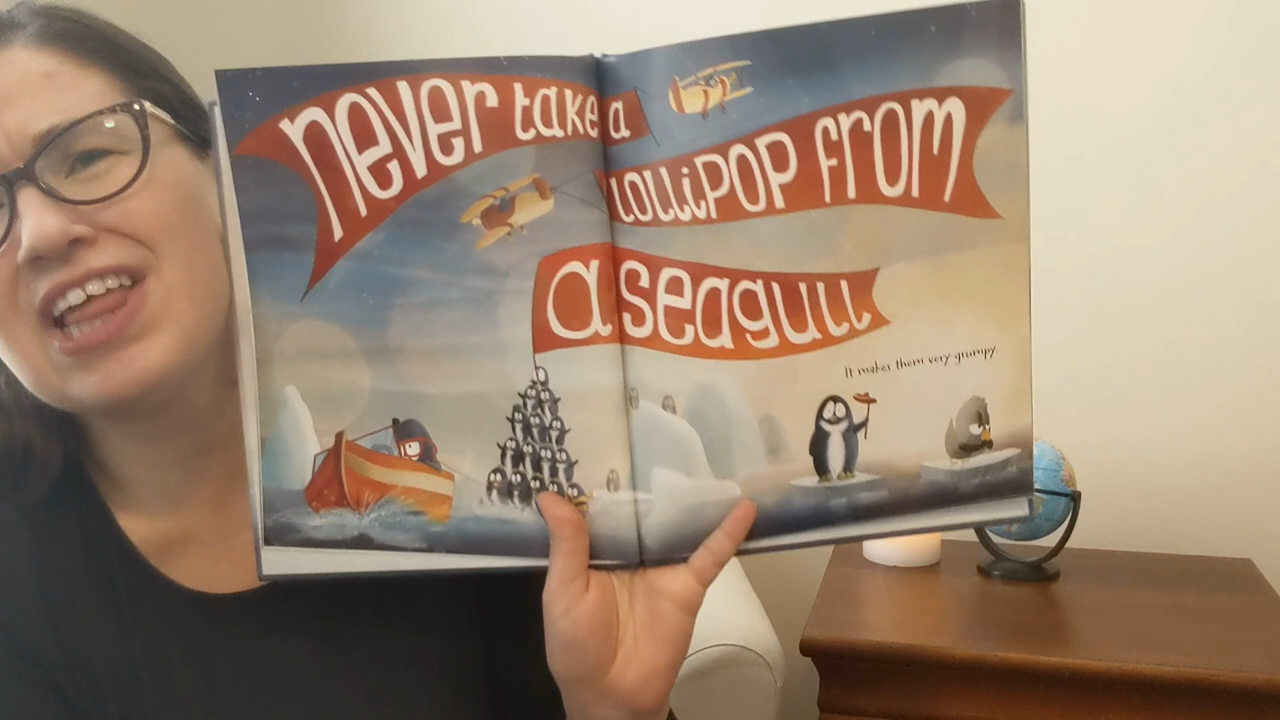 never take a
lollipop from
a seagull
It makes them very grumpy.